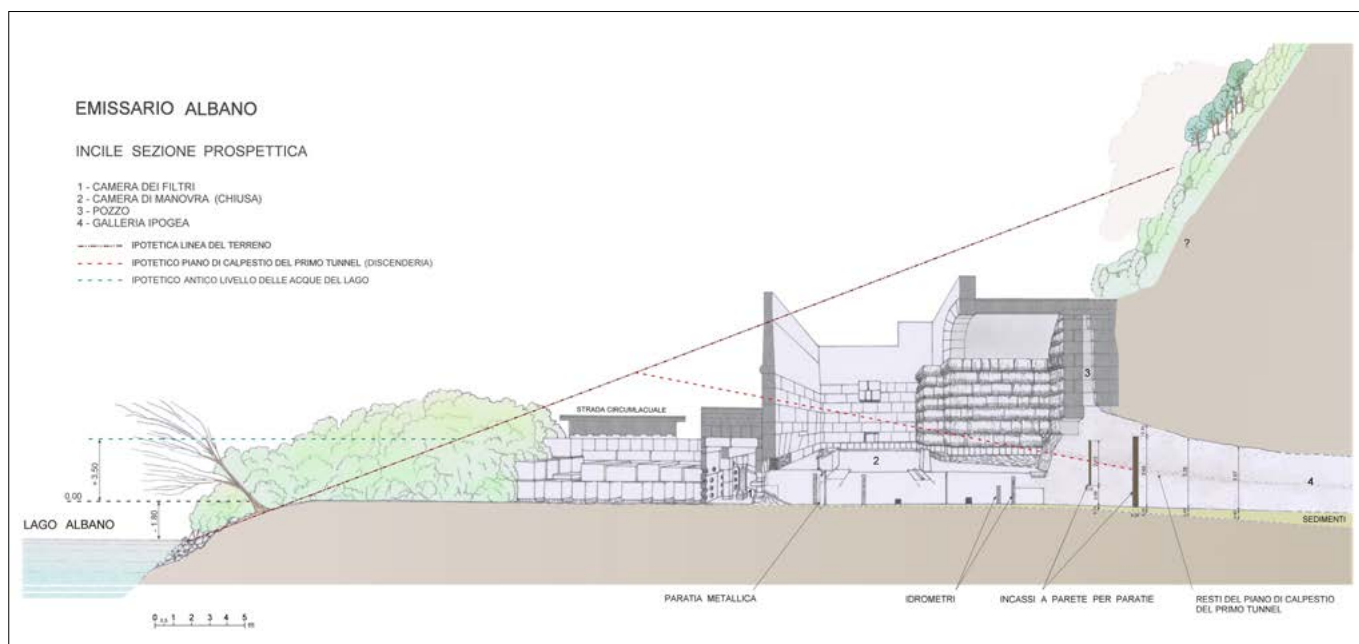 EMISSARIO ALBANO
INCILE SEZIONE PROSPETTICA
1 - CAMERA DEI FILTRI
2 - CAMERA DI MANOVRA (CHIUSA)
3 - POZZO
4 - GALLERIA IPOGEA
IPOTETICA LINEA DEL TERRENO
IPOTETICO PIANO DI CALPESTIO DEL PRIMO TUNNEL (DISCENDERIA)
IPOTETICO ANTICO LIVELLO DELLE ACQUE DEL LAGO
?
3
STRADA CIRCUMLACUALE
+ 3,50
2
1
4
0,00
- 1,80
LAGO ALBANO
SEDIMENTI
PARATIA METALLICA
IDROMETRI
INCASSI A PARETE PER PARATIE
RESTI DEL PIANO DI CALPESTIO
DEL PRIMO TUNNEL
0 0,5 1 2 3 4 5
m